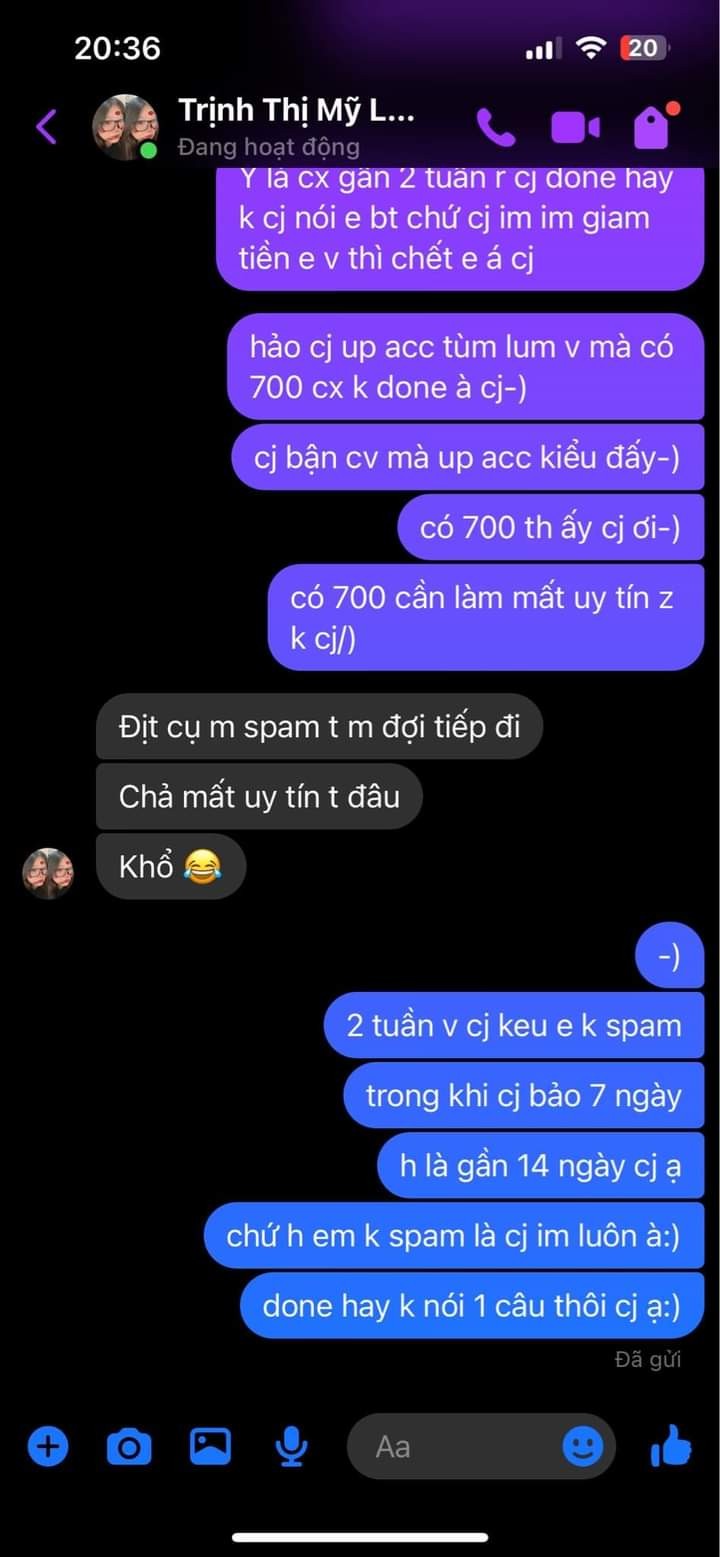 20:36
20
Trịnh Thị Mỹ L...
Đang hoạt động
Y là cx gần 2 tuần r cj done hay
k cj nói e bt chứ cj im im giam
tiền e v thì chết e á cj
hảo cj up acc tùm lum v mà có
700 cx k done à cj-)
cj bận cv mà up acc kiểu đấy-)
có 700 th ấy cj ơi-)
có 700 cần làm mất uy tín z
k cj/)
Địt cụ m spam t m đợi tiếp đi
Chả mất uy tín t đâu
Khổ 😂
-)
2 tuần v cj keu e k spam
trong khi cj bảo 7 ngày
h là gần 14 ngày cj ạ
chứ h em k spam là cj im luôn à:)
done hay k nói 1 câu thôi cj ạ:)
Đã gửi
Aa